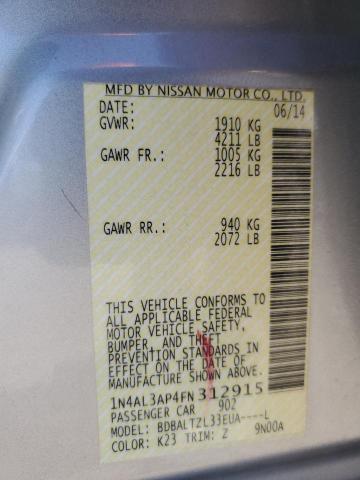 MFD BY NISSAN MOTOR CO., LTD.
DATE: 06/14
GVWR: 1910 KG
4211 LB
GAWR FR.: 1005 KG
2216 LB
GAWR RR.: 940 KG
2072 LB
THIS VEHICLE CONFORMS TO
ALL APPLICABLE FEDERAL
MOTOR VEHICLE SAFETY,
BUMPER, AND THEFT
PREVENTION STANDARDS IN
EFFECT ON THE DATE OF
MANUFACTURE SHOWN ABOVE.
1N4AL3AP4FN312915
PASSENGER CAR 902
MODEL: BDBALTZL33EUA----L
COLOR: K23 TRIM: Z 9N00A